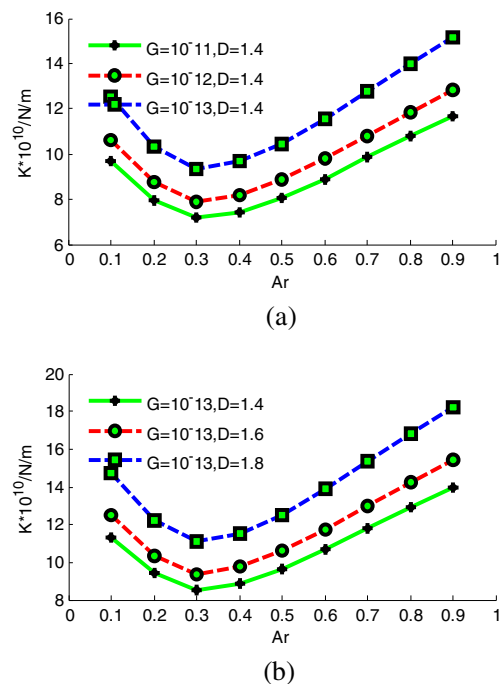 16
14
12
10
8
6
K*10^10/N/m
G=10^-11,D=1.4
G=10^-12,D=1.4
G=10^-13,D=1.4
0.1 0.2 0.3 0.4 0.5 0.6 0.7 0.8 0.9 1
Ar
(a)
20
18
16
14
12
10
8
K*10^10/N/m
G=10^-13,D=1.4
G=10^-13,D=1.6
G=10^-13,D=1.8
0.1 0.2 0.3 0.4 0.5 0.6 0.7 0.8 0.9 1
Ar
(b)